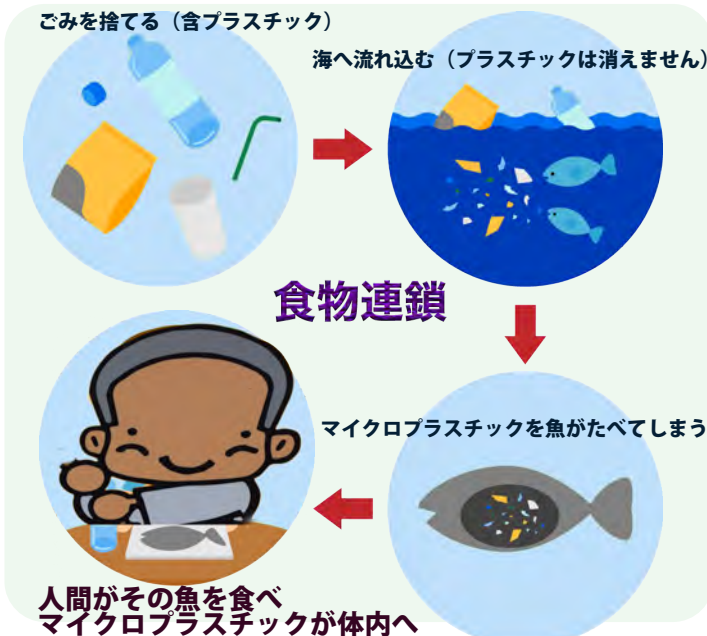 ごみを捨てる（含プラスチック）
海へ流れ込む（プラスチックは消えません）
食物連鎖
マイクロプラスチックを魚がたべてしまう
人間がその魚を食べ
マイクロプラスチックが体内へ